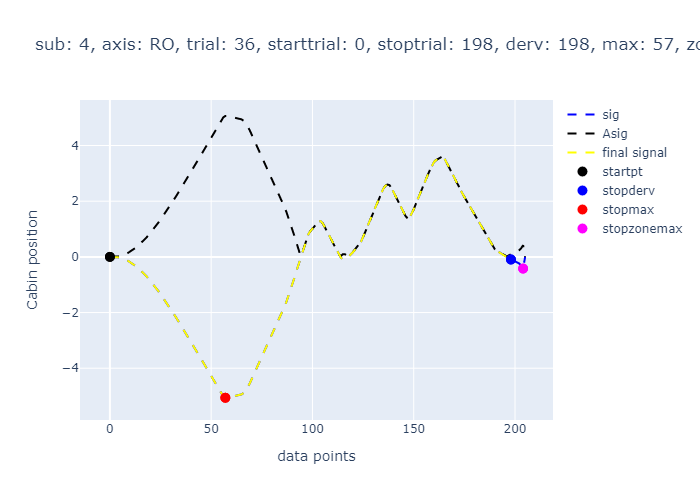 sub: 4, axis: RO, trial: 36, starttrial: 0, stoptrial: 198, derv: 198, max: 57,
sig
Asig
final signal
startpt
stopderv
stopmax
stopzonemax
4
2
0
−2
−4
Cabin position
0
50
100
150
200
data points